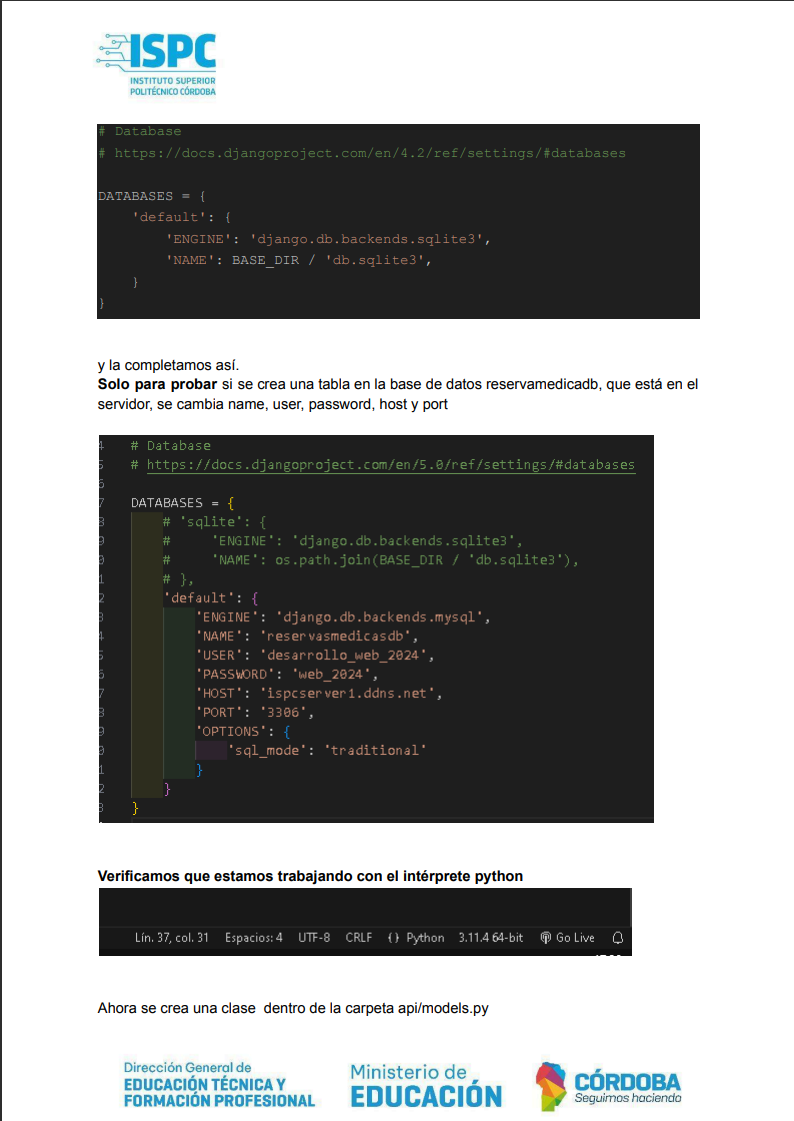 ISPC
INSTITUTO SUPERIOR
POLITÉCNICO CÓRDOBA
# Database
# https://docs.djangoproject.com/en/4.2/ref/settings/#databases
DATABASES = {
'default': {
'ENGINE': 'django.db.backends.sqlite3',
'NAME': BASE_DIR / 'db.sqlite3',
}
}
y la completamos así.
Solo para probar si se crea una tabla en la base de datos reservamedicadb, que está en el
servidor, se cambia name, user, password, host y port
4 # Database
5 # https://docs.djangoproject.com/en/5.0/ref/settings/#databases
6
7 DATABASES = {
8 # 'sqlite': {
9 # 'ENGINE': 'django.db.backends.sqlite3',
0 # 'NAME': os.path.join(BASE_DIR / 'db.sqlite3'),
1 # },
2 'default': {
3 'ENGINE': 'django.db.backends.mysql',
4 'NAME': 'reservasmedicasdb',
5 'USER': 'desarrollo_web_2024',
6 'PASSWORD': 'web_2024',
7 'HOST': 'ispcserver1.ddns.net',
8 'PORT': '3306',
9 'OPTIONS': {
0 'sql_mode': 'traditional'
1 }
2 }
3 }
Verificamos que estamos trabajando con el intérprete python
Lín. 37, col. 31 Espacios: 4 UTF-8 CRLF {} Python 3.11.4 64-bit Go Live
Ahora se crea una clase dentro de la carpeta api/models.py
Dirección General de
EDUCACIÓN TÉCNICA Y
FORMACIÓN PROFESIONAL
Ministerio de
EDUCACIÓN
CÓRDOBA
Seguimos haciendo